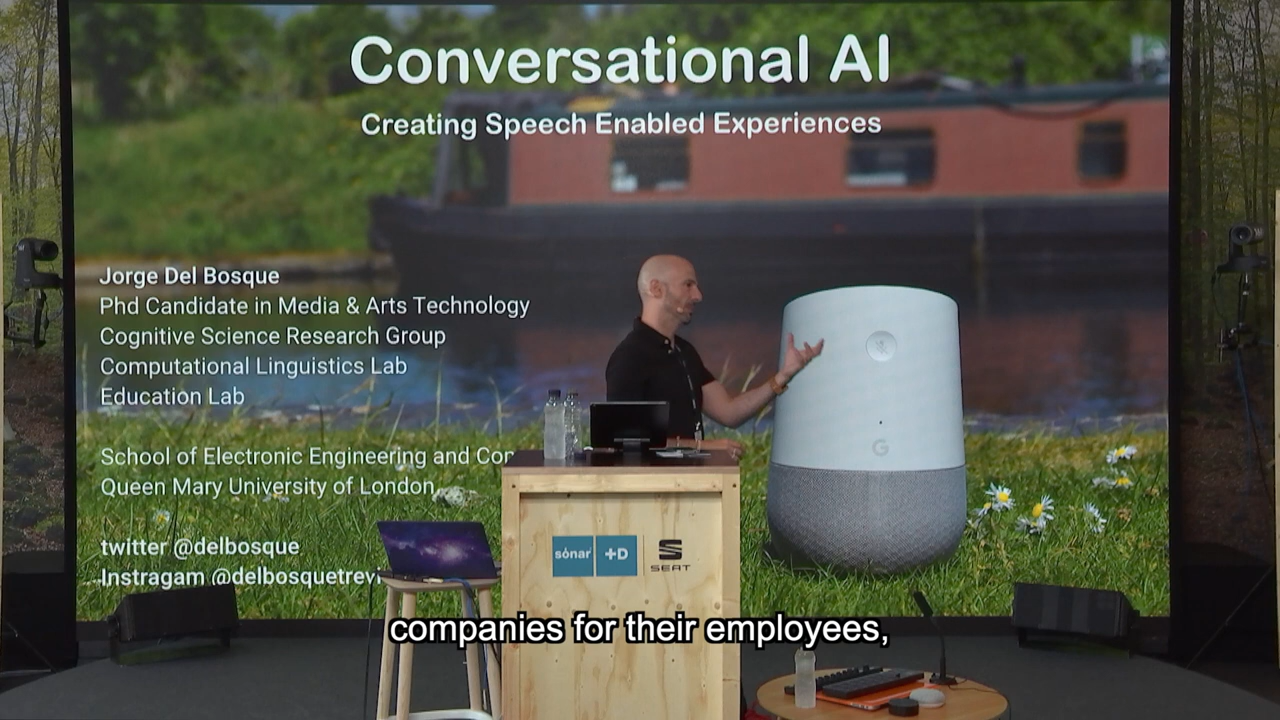 Conversational AI
Creating Speech Enabled Experiences
Jorge Del Bosque
Phd Candidate in Media & Arts Technology
Cognitive Science Research Group
Computational Linguistics Lab
Education Lab
School of Electronic Engineering and
Queen Mary University of London
twitter @delbosque
Instragam
G
sónar +D SEAT
companies for their employees,